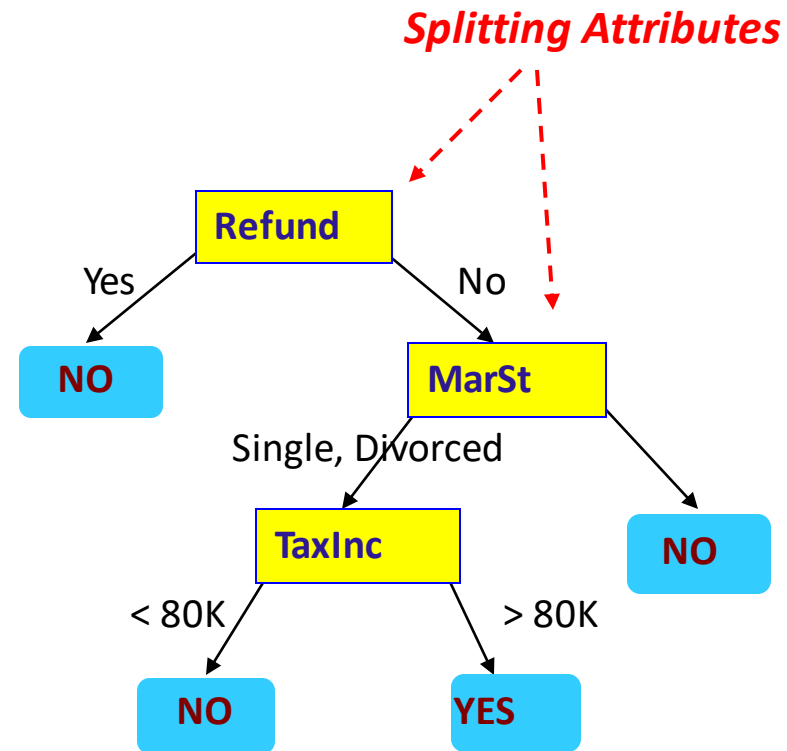 Splitting Attributes
Refund
Yes
No
NO
MarSt
Single, Divorced
TaxInc
NO
< 80K
> 80K
NO
YES